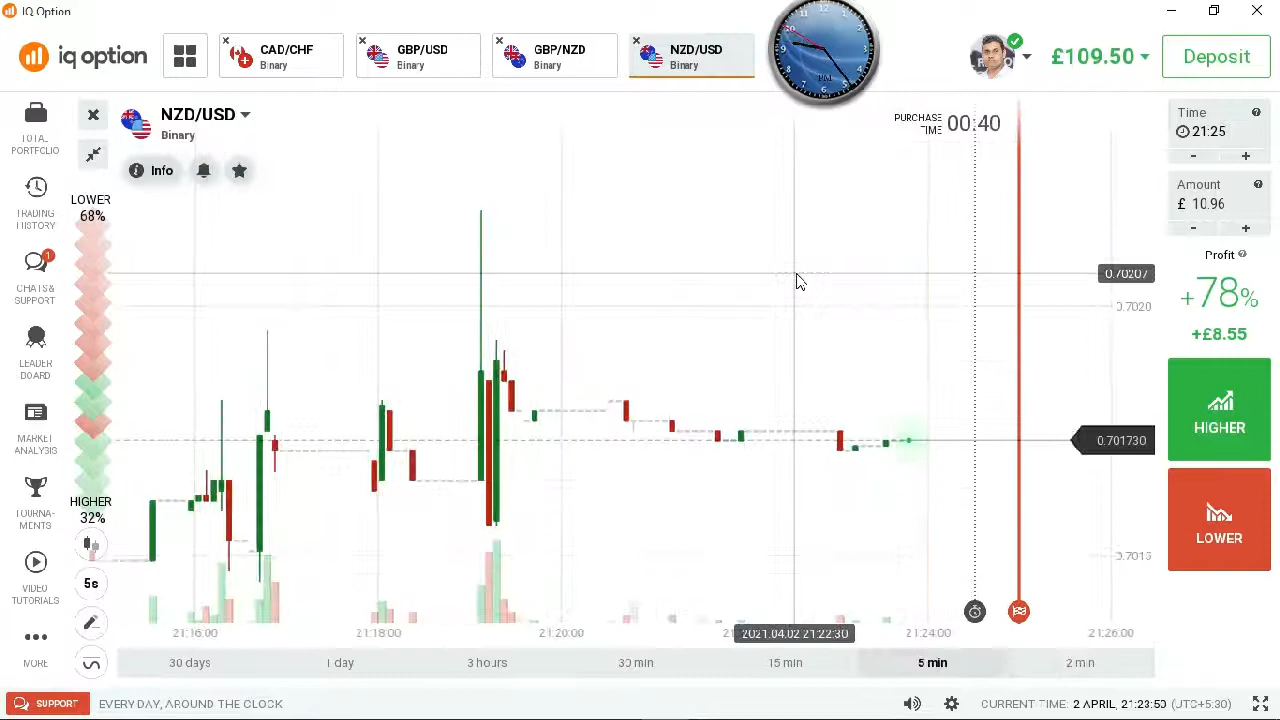 IQ Option
iq option
CAD/CHF
Binary
GBP/USD
Binary
GBP/NZD
Binary
NZD/USD
Binary
£109.50
Deposit
TOTAL
PORTFOLIO
TRADING
HISTORY
1
CHATS &
SUPPORT
LEADER
BOARD
MARKET
ANALYSIS
TOURNA-
MENTS
VIDEO
TUTORIALS
MORE
NZD/USD
Binary
Info
LOWER
68%
HIGHER
32%
5s
PURCHASE
TIME
00:40
0.70207
0.7020
0.701730
0.7015
21:16:00
21:18:00
21:20:00
2021.04.02 21:22:30
21:24:00
21:26:00
30 days
1 day
3 hours
30 min
15 min
5 min
2 min
Time
21:25
- +
Amount
£ 10.96
- +
Profit
+78%
+£8.55
HIGHER
LOWER
SUPPORT
EVERY DAY, AROUND THE CLOCK
CURRENT TIME: 2 APRIL, 21:23:50 (UTC+5:30)